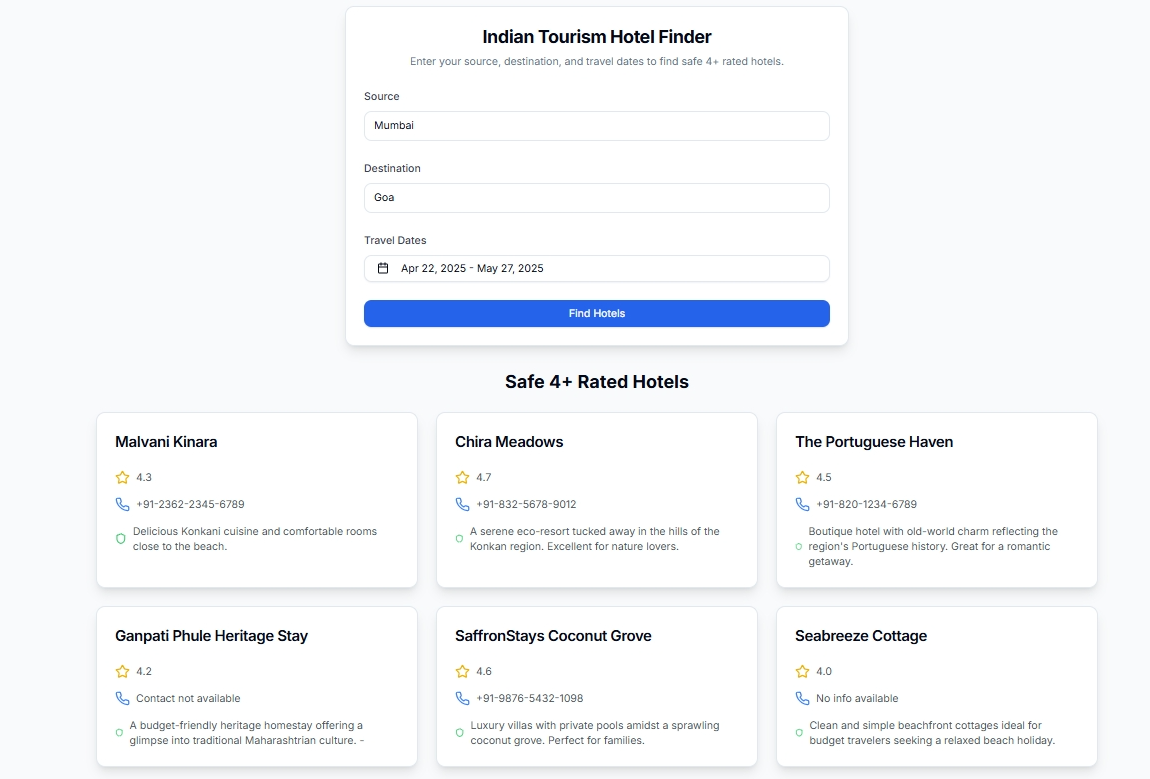 Indian Tourism Hotel Finder
Enter your source, destination, and travel dates to find safe 4+ rated hotels.
Source
Mumbai
Destination
Goa
Travel Dates
Apr 22, 2025 - May 27, 2025
Find Hotels
Safe 4+ Rated Hotels
Malvani Kinara
4.3
+91-2362-2345-6789
Delicious Konkani cuisine and comfortable rooms
close to the beach.
Chira Meadows
4.7
+91-832-5678-9012
A serene eco-resort tucked away in the hills of the
Konkan region. Excellent for nature lovers.
The Portuguese Haven
4.5
+91-820-1234-6789
Boutique hotel with old-world charm reflecting the
region's Portuguese history. Great for a romantic
getaway.
Ganpati Phule Heritage Stay
4.2
Contact not available
A budget-friendly heritage homestay offering a
glimpse into traditional Maharashtrian culture. -
SaffronStays Coconut Grove
4.6
+91-9876-5432-1098
Luxury villas with private pools amidst a sprawling
coconut grove. Perfect for families.
Seabreeze Cottage
4.0
No info available
Clean and simple beachfront cottages ideal for
budget travelers seeking a relaxed beach holiday.